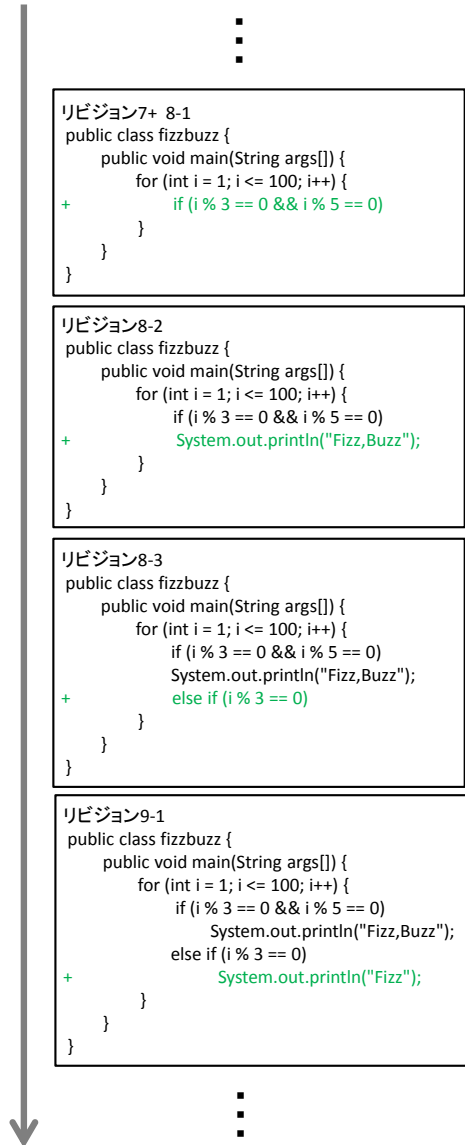 リビジョン7+ 8-1
public class fizzbuzz {
public void main(String args[]) {
for (int i = 1; i <= 100; i++) {
+ if (i % 3 == 0 && i % 5 == 0)
}
}
}
リビジョン8-2
public class fizzbuzz {
public void main(String args[]) {
for (int i = 1; i <= 100; i++) {
if (i % 3 == 0 && i % 5 == 0)
+ System.out.println("Fizz,Buzz");
}
}
}
リビジョン8-3
public class fizzbuzz {
public void main(String args[]) {
for (int i = 1; i <= 100; i++) {
if (i % 3 == 0 && i % 5 == 0)
System.out.println("Fizz,Buzz");
+ else if (i % 3 == 0)
}
}
}
リビジョン9-1
public class fizzbuzz {
public void main(String args[]) {
for (int i = 1; i <= 100; i++) {
if (i % 3 == 0 && i % 5 == 0)
System.out.println("Fizz,Buzz");
else if (i % 3 == 0)
+ System.out.println("Fizz");
}
}
}